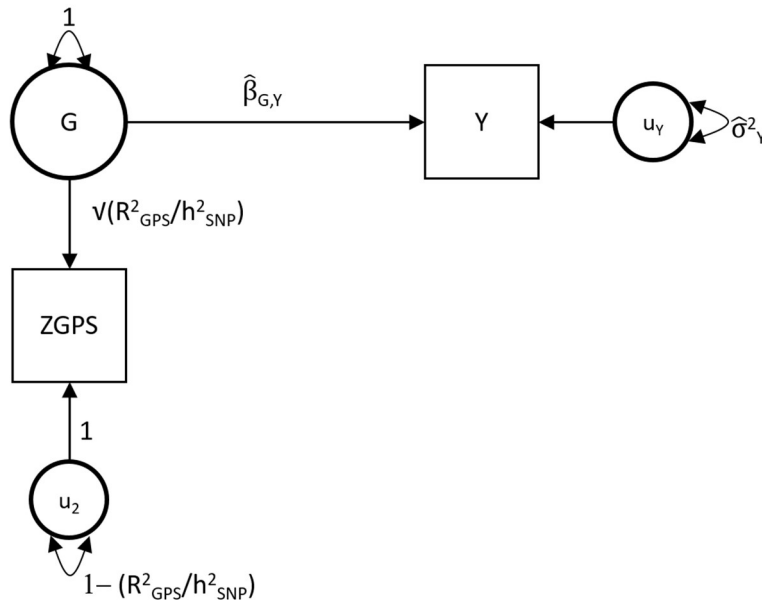 1
G
β̂G,Y
Y
uY
σ̂²Y
√(R²GPS/h²SNP)
ZGPS
1
u₂
1– (R²GPS/h²SNP)